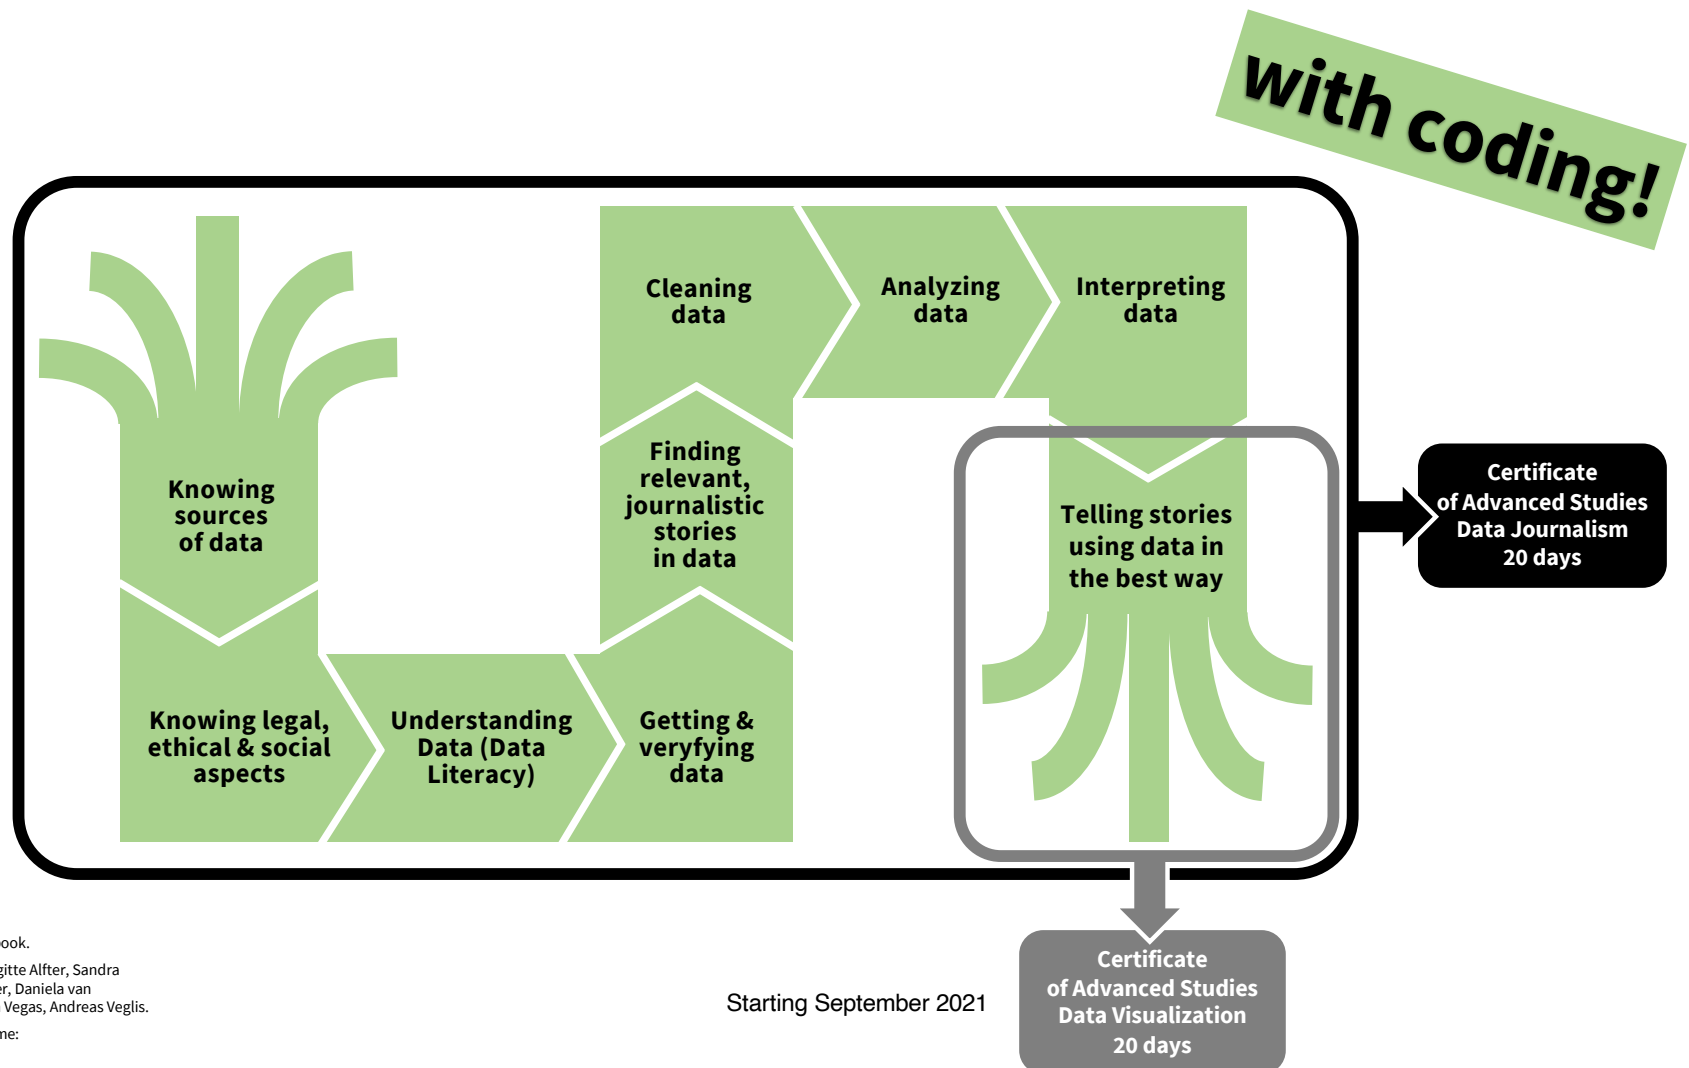 with coding!
Cleaning
data
Analyzing
data
Interpreting
data
Knowing
sources
of data
Finding
relevant,
journalistic
stories
in data
Telling stories
using data in
the best way
Certificate
of Advanced Studies
Data Journalism
20 days
Knowing legal,
ethical & social
aspects
Understanding
Data (Data
Literacy)
Getting &
veryfying
data
gitte Alfter, Sandra
Daniela van
Vegas, Andreas Veglis.
Starting September 2021
Certificate
of Advanced Studies
Data Visualization
20 days